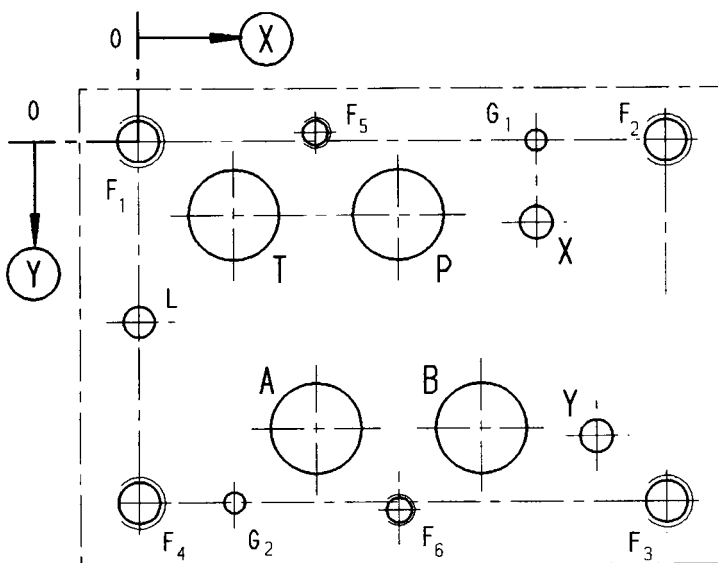 0 X
0 F₅ G₁ F₂
F₁
Y T P X
L
A B Y
F₄ G₂ F₆ F₃